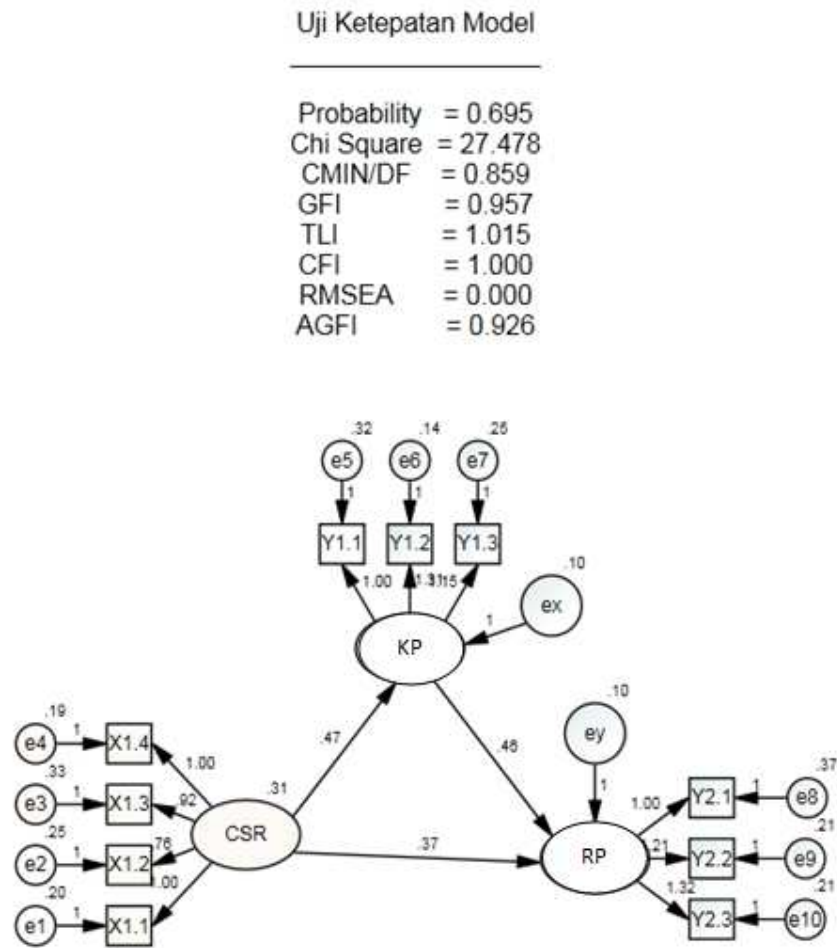 Uji Ketepatan Model
Probability = 0.695
Chi Square = 27.478
CMIN/DF = 0.859
GFI = 0.957
TLI = 1.015
CFI = 1.000
RMSEA = 0.000
AGFI = 0.926
.32 .14 .25
e5 e6 e7
1 1 1
Y1.1 Y1.2 Y1.3
1.00
.10
ex
1
KP
.10
ey
1
.19
e4 1 X1.4
1.00
.33
e3 1 X1.3
.92
.25
e2 1 X1.2
.76
.20
e1 1 X1.1
.31
CSR
.47
.46
.37
RP
.37
1.00 Y2.1 1 e8
.21
.21 Y2.2 1 e9
.21
1.32 Y2.3 1 e10